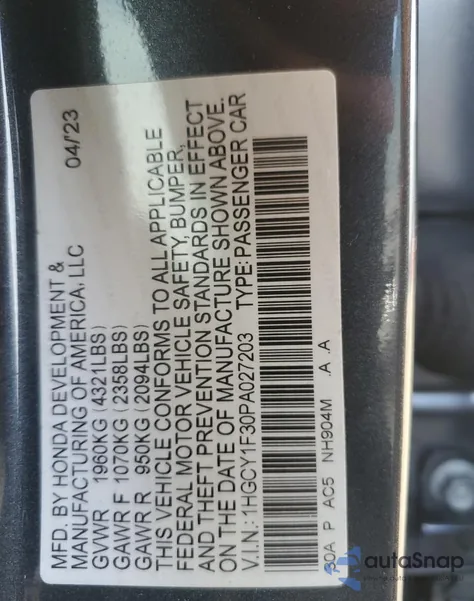 MFD. BY HONDA DEVELOPMENT & 04/23
MANUFACTURING OF AMERICA, LLC
GVWR 1960KG (4321LBS)
GAWR F 1070KG (2358LBS)
GAWR R 950KG (2094LBS)
THIS VEHICLE CONFORMS TO ALL APPLICABLE
FEDERAL MOTOR VEHICLE SAFETY, BUMPER,
AND THEFT PREVENTION STANDARDS IN EFFECT
ON THE DATE OF MANUFACTURE SHOWN ABOVE.
V.I.N.:1HGCY1F30PA027203 TYPE:PASSENGER CAR
30A P AC5 NH904M .A .A
autoSnap